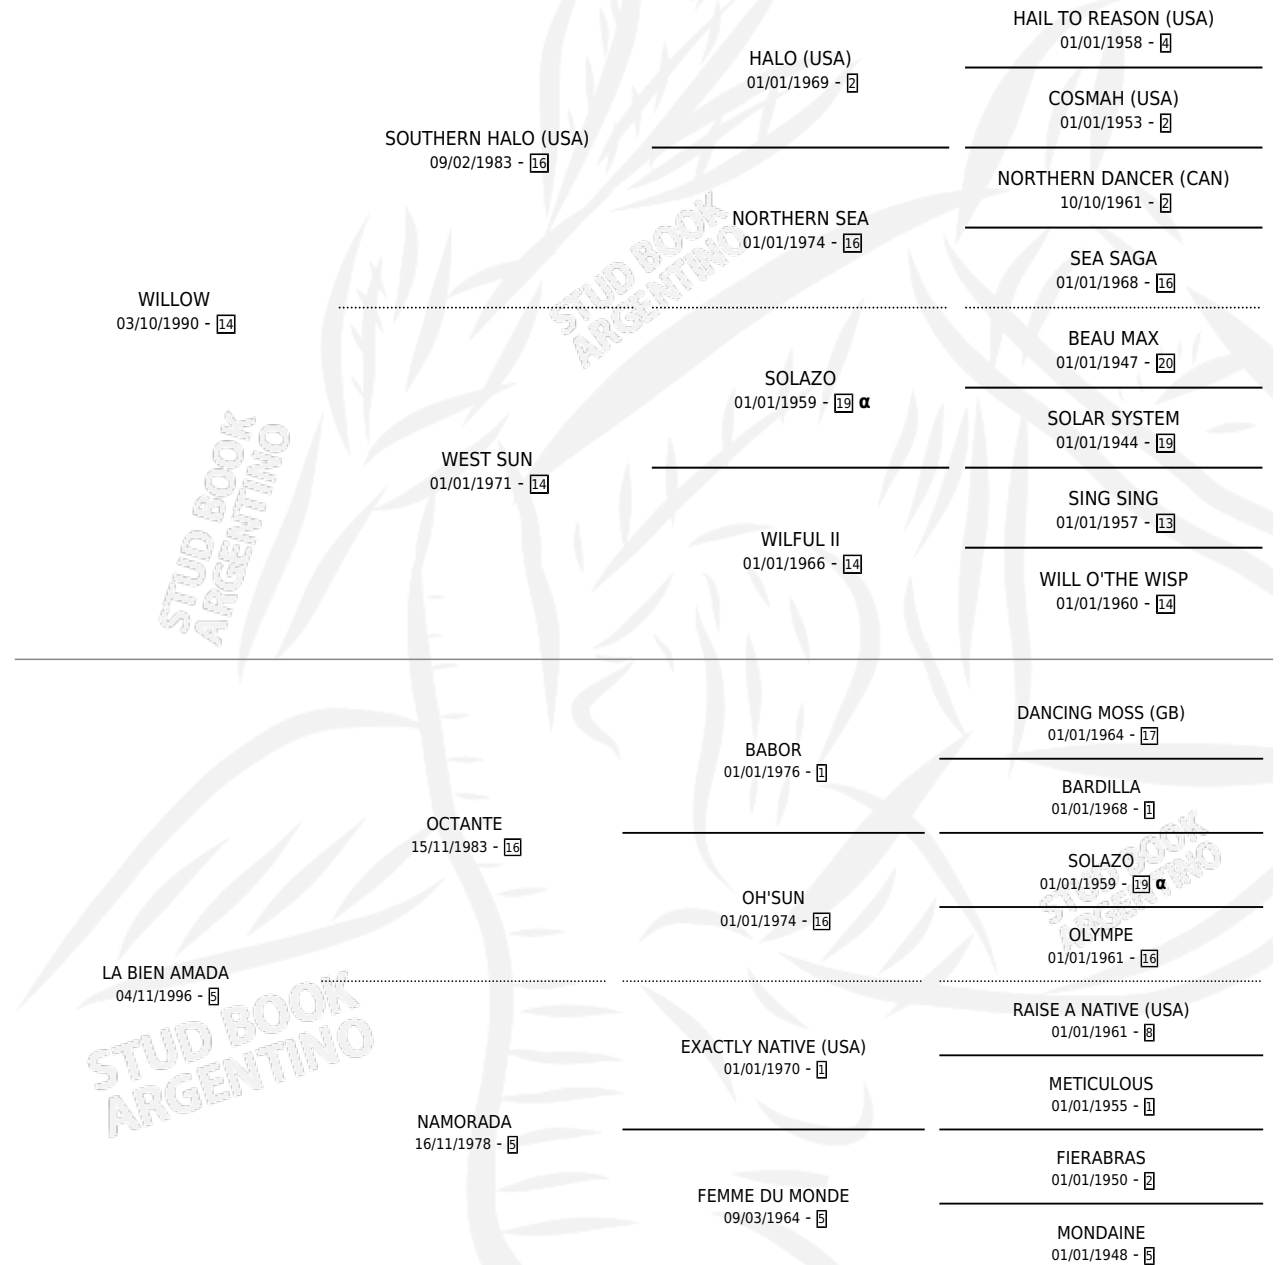 HAIL TO REASON (USA)
01/01/1958 - 4
HALO (USA)
01/01/1969 - 2
COSMAH (USA)
01/01/1953 - 2
SOUTHERN HALO (USA)
09/02/1983 - 16
NORTHERN DANCER (CAN)
10/10/1961 - 2
NORTHERN SEA
01/01/1974 - 16
SEA SAGA
01/01/1968 - 16
WILLOW
03/10/1990 - 14
BEAU MAX
01/01/1947 - 20
SOLAZO
01/01/1959 - 19 α
SOLAR SYSTEM
01/01/1944 - 19
WEST SUN
01/01/1971 - 14
SING SING
01/01/1957 - 13
WILFUL II
01/01/1966 - 14
WILL O'THE WISP
01/01/1960 - 14
STUD BOOK
ARGENTINO
STUD BOOK
ARGENTINO
DANCING MOSS (GB)
01/01/1964 - 17
BABOR
01/01/1976 - 1
BARDILLA
01/01/1968 - 1
OCTANTE
15/11/1983 - 16
SOLAZO
01/01/1959 - 19 α
OH'SUN
01/01/1974 - 16
OLYMPE
01/01/1961 - 16
LA BIEN AMADA
04/11/1996 - 5
RAISE A NATIVE (USA)
01/01/1961 - 8
EXACTLY NATIVE (USA)
01/01/1970 - 1
METICULOUS
01/01/1955 - 1
NAMORADA
16/11/1978 - 5
FIERABRAS
01/01/1950 - 2
FEMME DU MONDE
09/03/1964 - 5
MONDAINE
01/01/1948 - 5
STUD BOOK
ARGENTINO
STUD BOOK
ARGENTINO